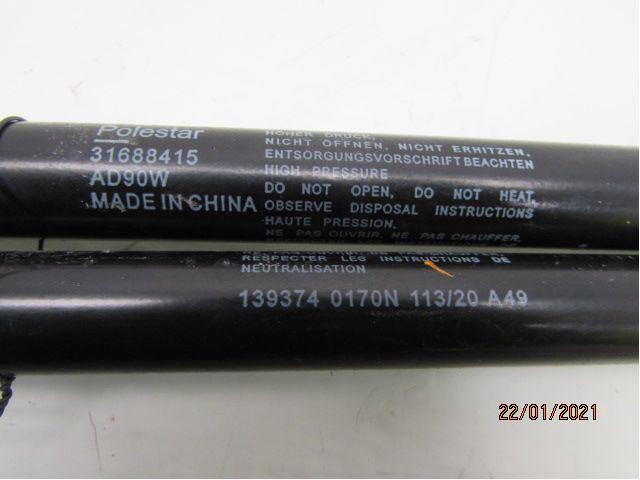 Polestar
31688415
AD90W
MADE IN CHINA
HOHER DRUCK,
NICHT OFFNEN, NICHT ERHITZEN,
ENTSORGUNGSVORSCHRIFT BEACHTEN
HIGH PRESSURE
DO NOT OPEN, DO NOT HEAT,
OBSERVE DISPOSAL INSTRUCTIONS
HAUTE PRESSION,
NE PAS OUVRIR, NE PAS CHAUFFER,
RESPECTER LES INSTRUCTIONS DE
NEUTRALISATION
139374 0170N 113/20 A49
22/01/2021